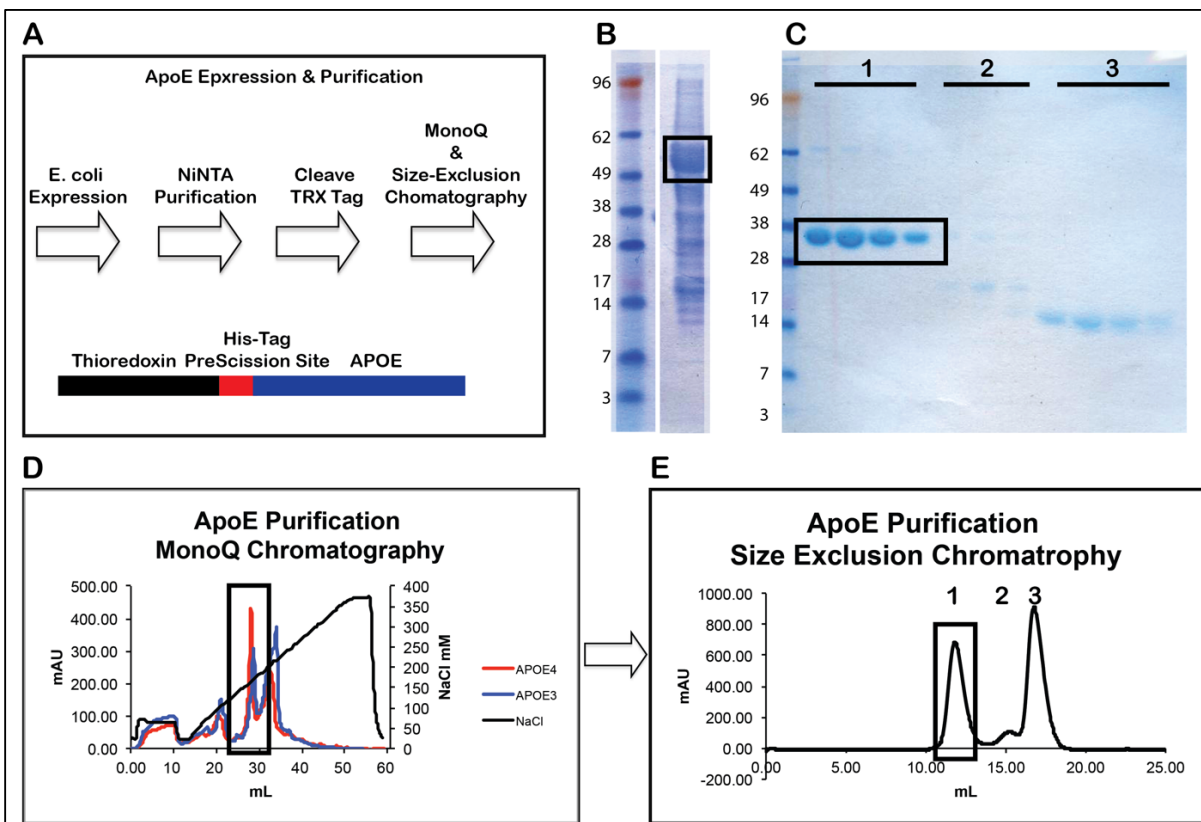 A
ApoE Epxression & Purification
E. coli
Expression
NiNTA
Purification
Cleave
TRX Tag
MonoQ
&
Size-Exclusion
Chomatography
His-Tag
Thioredoxin PreScission Site APOE
B
96
62
49
38
28
17
14
7
3
C
1 2 3
96
62
49
38
28
17
14
7
3
D
ApoE Purification
MonoQ Chromatography
500.00
400.00
300.00
200.00
100.00
0.00
mAU
400
350
300
250
200
150
100
50
0
NaCl mM
0.00 10 20 30 40 50 60
mL
APOE4
APOE3
NaCl
E
ApoE Purification
Size Exclusion Chromatrophy
1 2 3
1000.00
800.00
600.00
400.00
200.00
0.00
-200.00
mAU
0.00 5.00 10.00 15.00 20.00 25.00
mL